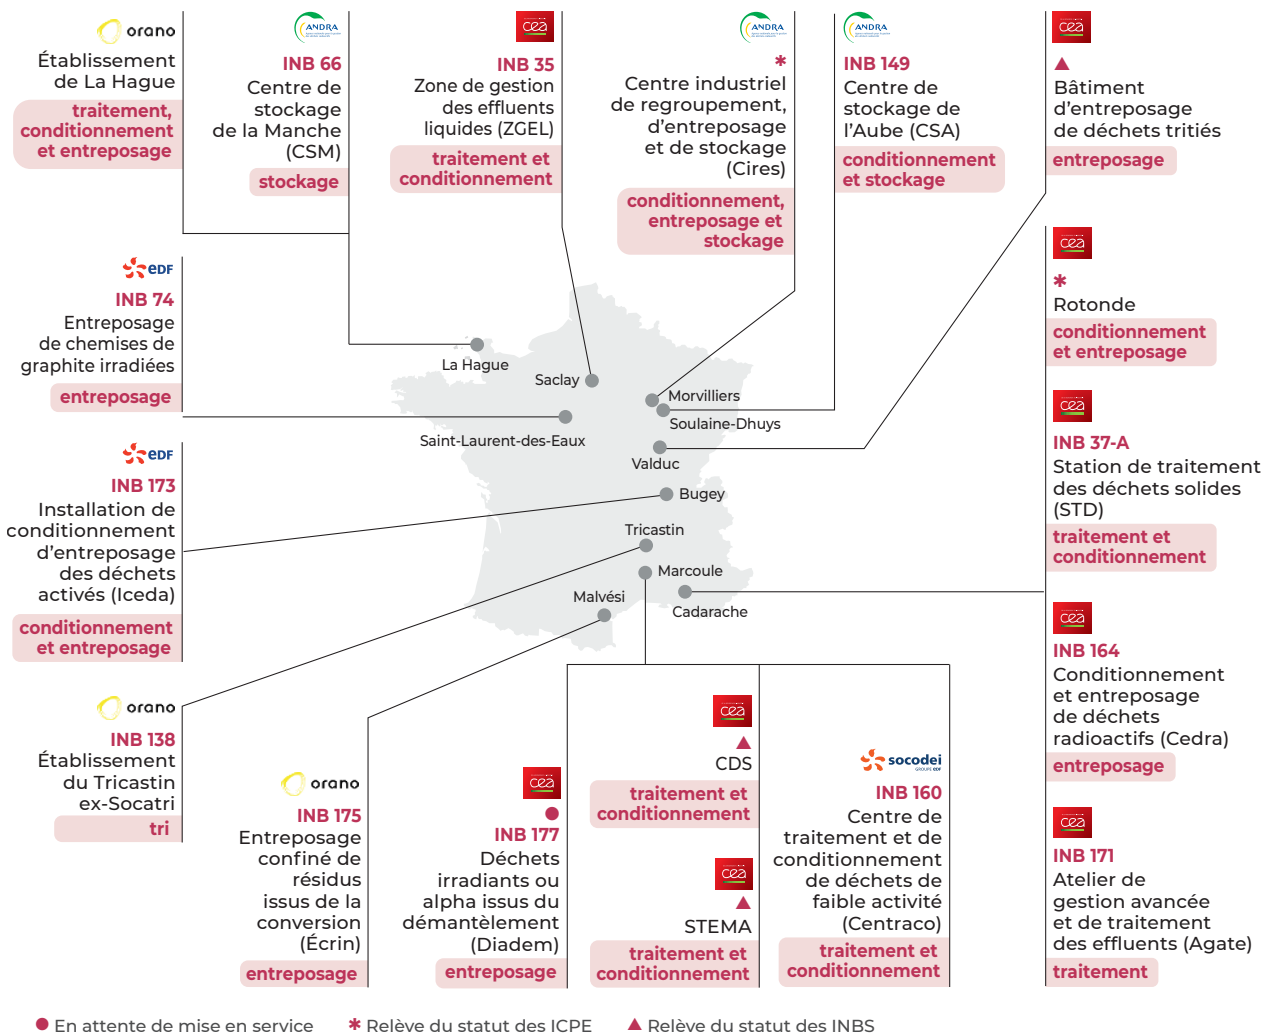 orano
Établissement
de La Hague
traitement,
conditionnement
et entreposage
ANDRA
INB 66
Centre de
stockage
de la Manche
(CSM)
stockage
cea
INB 35
Zone de gestion
des effluents
liquides (ZGEL)
traitement et
conditionnement
ANDRA
*
Centre industriel
de regroupement,
d’entreposage
et de stockage
(Cires)
conditionnement,
entreposage et
stockage
ANDRA
INB 149
Centre de
stockage de
l’Aube (CSA)
conditionnement
et stockage
cea
▲
Bâtiment
d’entreposage
de déchets tritiés
entreposage
edf
INB 74
Entreposage
de chemises de
graphite irradiées
entreposage
edf
INB 173
Installation de
conditionnement
d’entreposage
des déchets
activés (Iceda)
conditionnement
et entreposage
orano
INB 138
Établissement
du Tricastin
ex-Socatri
tri
La Hague
Saclay
Morvilliers
Soulaine-Dhuys
Saint-Laurent-des-Eaux
Valduc
Bugey
Tricastin
Marcoule
Malvési
Cadarache
cea
*
Rotonde
conditionnement
et entreposage
cea
INB 37-A
Station de traitement
des déchets solides
(STD)
traitement et
conditionnement
cea
INB 164
Conditionnement
et entreposage
de déchets
radioactifs (Cedra)
entreposage
cea
INB 171
Atelier de
gestion avancée
et de traitement
des effluents (Agate)
traitement
orano
INB 175
Entreposage
confiné de
résidus
issus de la
conversion
(Écrin)
entreposage
cea
●
INB 177
Déchets
irradiants ou
alpha issus du
démantèlement
(Diadem)
entreposage
cea
▲
CDS
traitement et
conditionnement
cea
▲
STEMA
traitement et
conditionnement
socodei
GROUPE EDF
INB 160
Centre de
traitement et de
conditionnement
de déchets de
faible activité
(Centraco)
traitement et
conditionnement
● En attente de mise en service * Relève du statut des ICPE ▲ Relève du statut des INBS